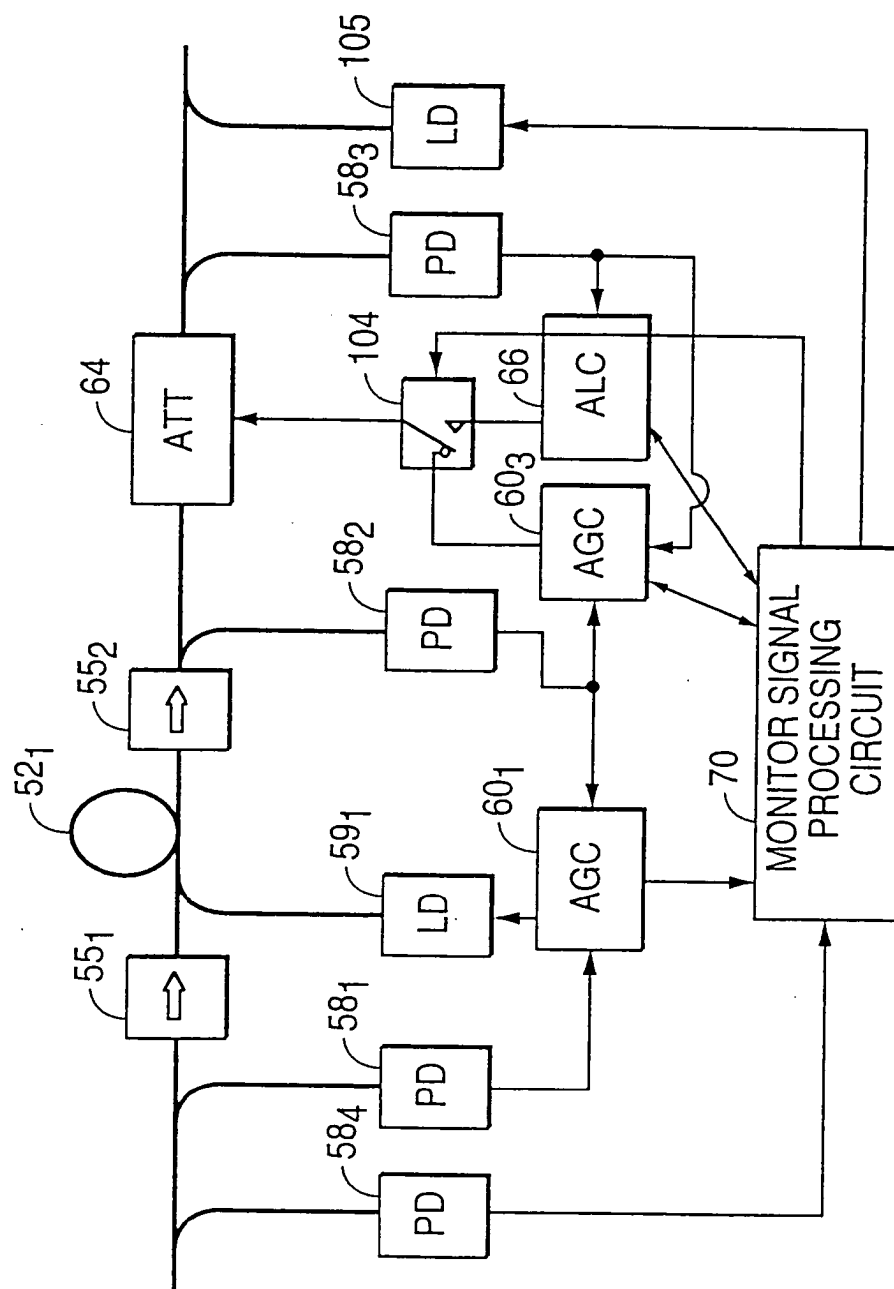 52₁
64
55₁
55₂
ATT
105
58₄
58₁
59₁
58₂
104
58₃
PD
PD
LD
PD
PD
LD
66
60₁
60₃
AGC
AGC
ALC
70
MONITOR SIGNAL
PROCESSING
CIRCUIT